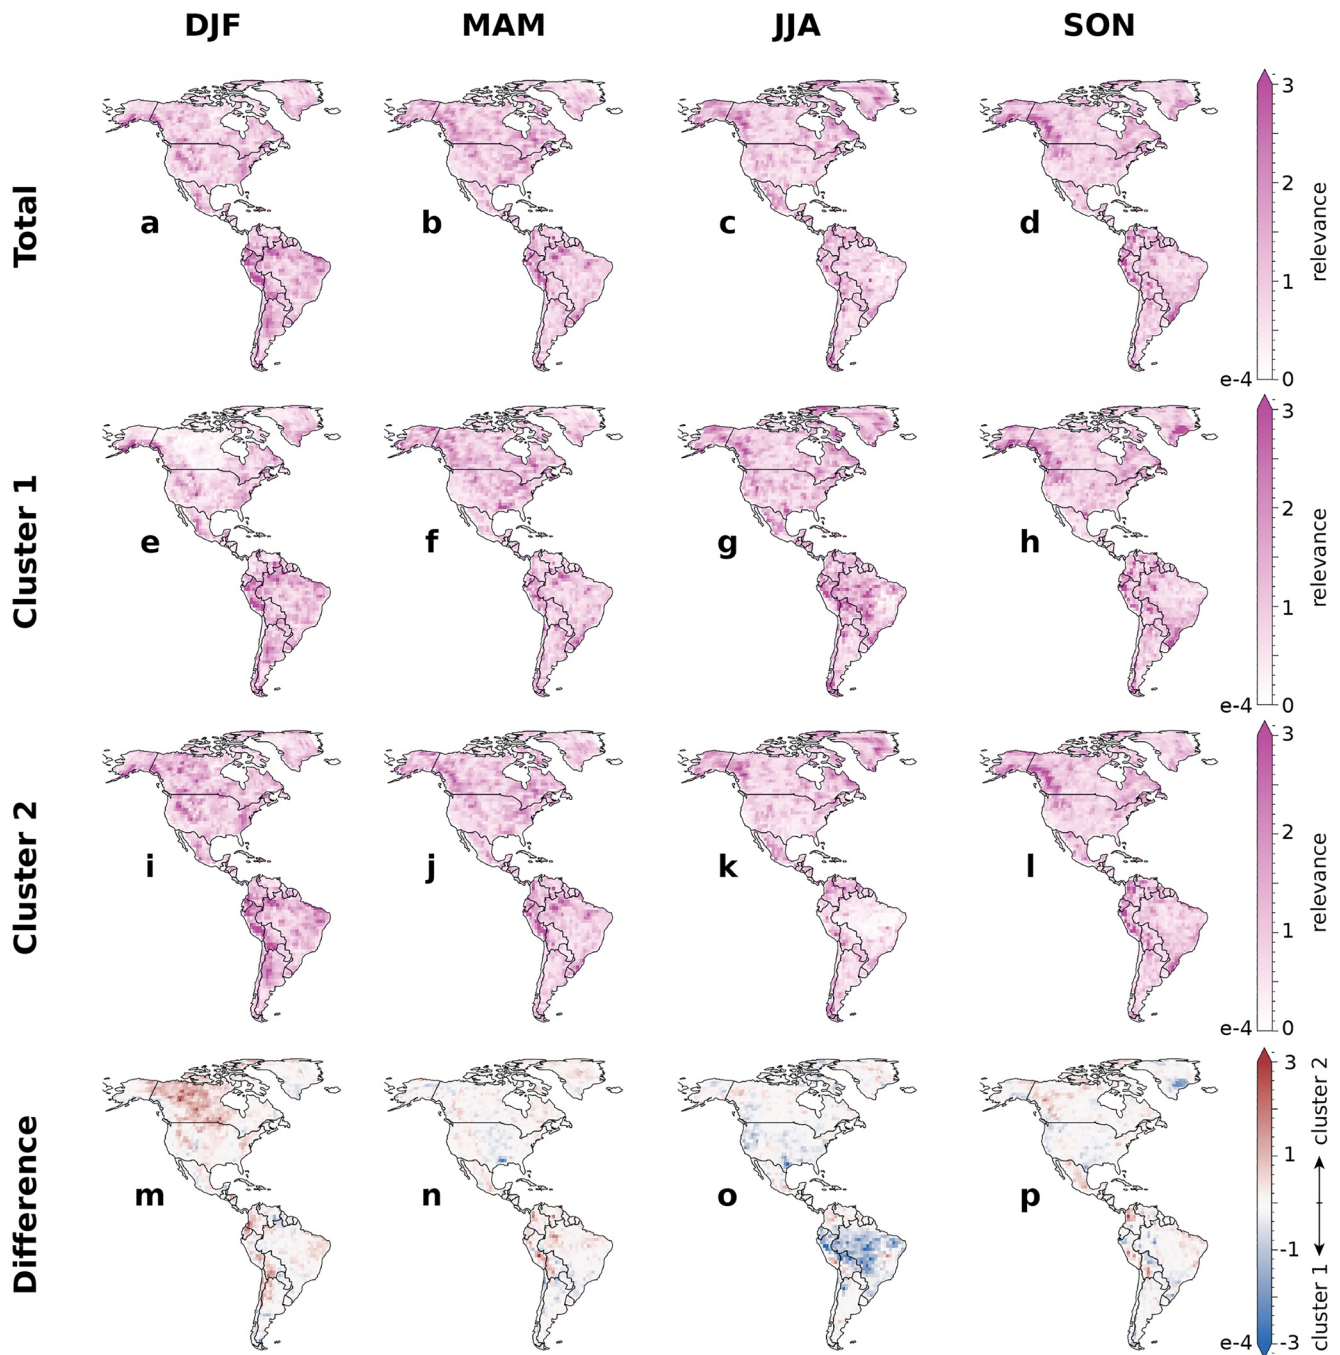 DJF MAM JJA SON
Total
a b c d
3
2
1
0
e-4
relevance
Cluster 1
e f g h
3
2
1
0
e-4
relevance
Cluster 2
i j k l
3
2
1
0
e-4
relevance
Difference
m n o p
3
1
-1
-3
e-4
cluster 1 ◄─┼─► cluster 2